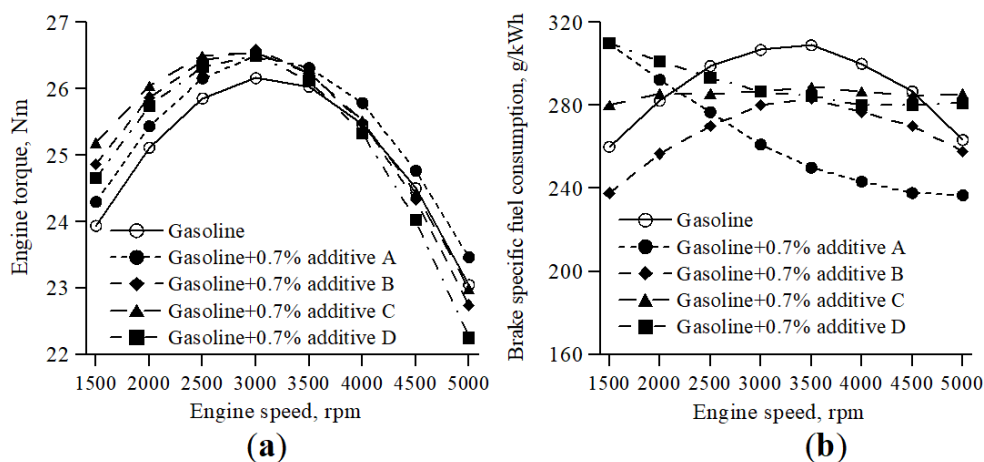 Engine torque, Nm
27
26
25
24
23
22
Gasoline
Gasoline+0.7% additive A
Gasoline+0.7% additive B
Gasoline+0.7% additive C
Gasoline+0.7% additive D
1500 2000 2500 3000 3500 4000 4500 5000
Engine speed, rpm
(a)
Brake specific fuel consumption, g/kWh
320
280
240
200
160
Gasoline
Gasoline+0.7% additive A
Gasoline+0.7% additive B
Gasoline+0.7% additive C
Gasoline+0.7% additive D
1500 2000 2500 3000 3500 4000 4500 5000
Engine speed, rpm
(b)